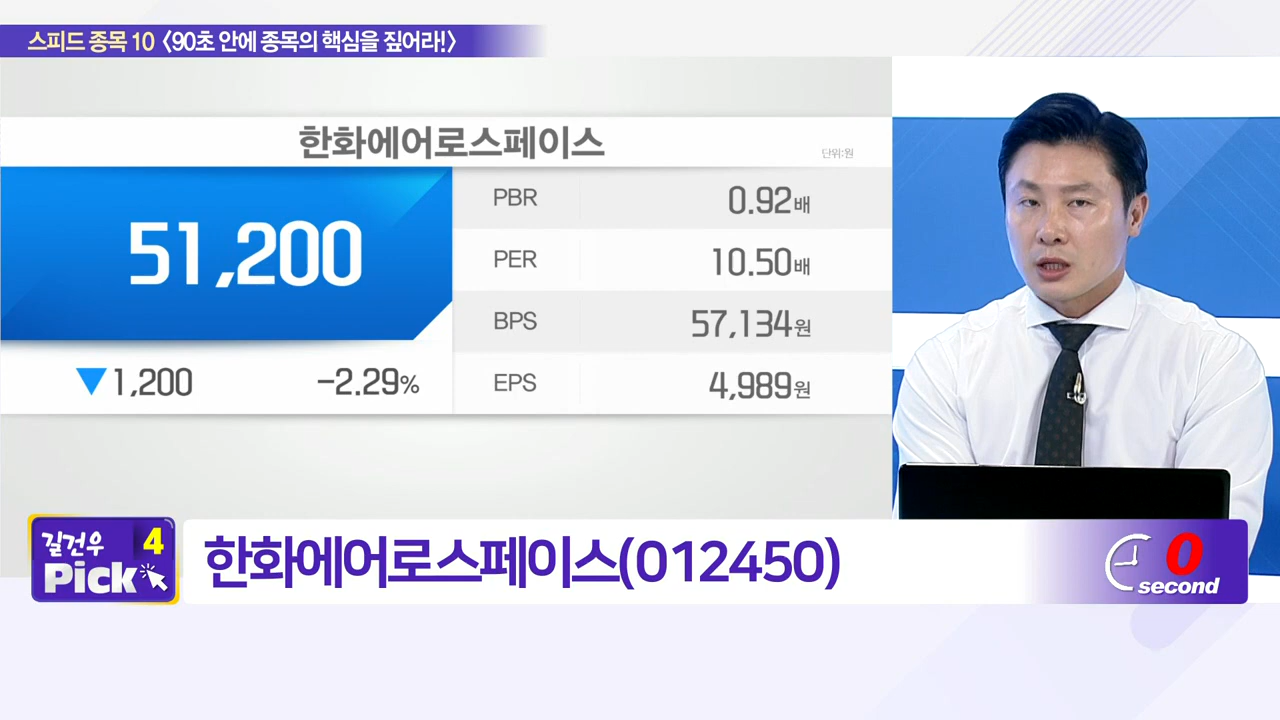 스피드 종목 10 〈90초 안에 종목의 핵심을 짚어라!〉
한화에어로스페이스
단위:원
51,200
▼1,200 -2.29%
PBR 0.92배
PER 10.50배
BPS 57,134원
EPS 4,989원
길건우 4
Pick
한화에어로스페이스(012450)
0
second